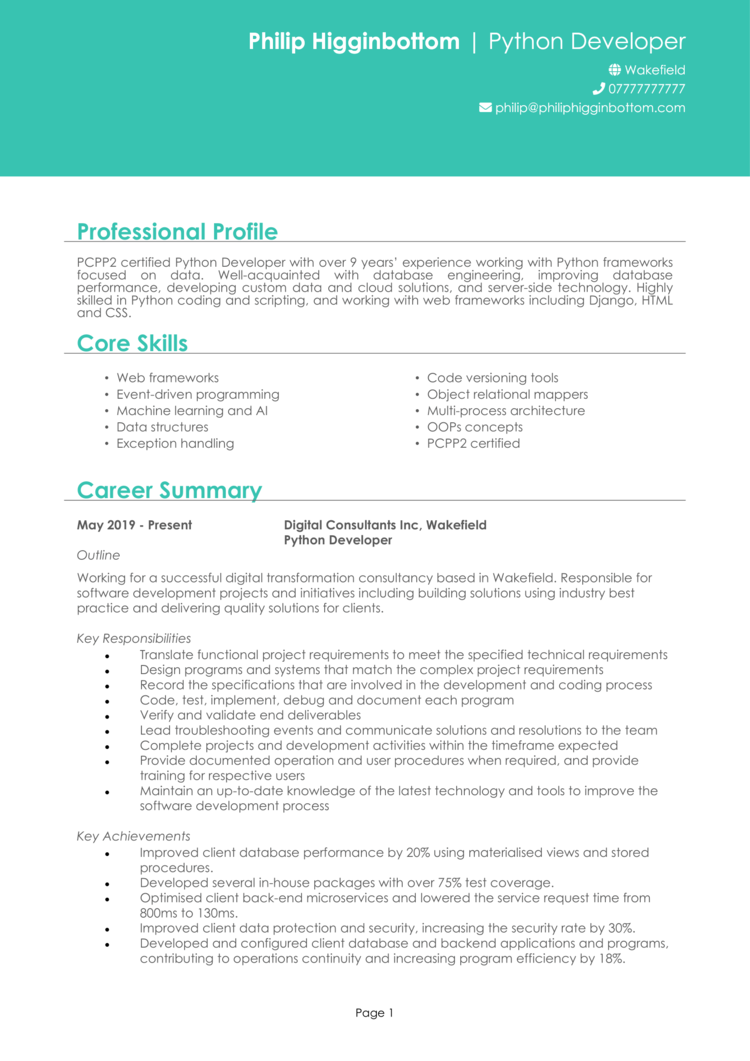 Philip Higginbottom | Python Developer
Wakefield
07777777777
philip@philiphigginbottom.com
Professional Profile
PCPP2 certified Python Developer with over 9 years’ experience working with Python frameworks
focused on data. Well-acquainted with database engineering, improving database
performance, developing custom data and cloud solutions, and server-side technology. Highly
skilled in Python coding and scripting, and working with web frameworks including Django, HTML
and CSS.
Core Skills
• Web frameworks
• Event-driven programming
• Machine learning and AI
• Data structures
• Exception handling
• Code versioning tools
• Object relational mappers
• Multi-process architecture
• OOPs concepts
• PCPP2 certified
Career Summary
May 2019 - Present Digital Consultants Inc, Wakefield
Python Developer
Outline
Working for a successful digital transformation consultancy based in Wakefield. Responsible for
software development projects and initiatives including building solutions using industry best
practice and delivering quality solutions for clients.
Key Responsibilities
• Translate functional project requirements to meet the specified technical requirements
• Design programs and systems that match the complex project requirements
• Record the specifications that are involved in the development and coding process
• Code, test, implement, debug and document each program
• Verify and validate end deliverables
• Lead troubleshooting events and communicate solutions and resolutions to the team
• Complete projects and development activities within the timeframe expected
• Provide documented operation and user procedures when required, and provide
training for respective users
• Maintain an up-to-date knowledge of the latest technology and tools to improve the
software development process
Key Achievements
• Improved client database performance by 20% using materialised views and stored
procedures.
• Developed several in-house packages with over 75% test coverage.
• Optimised client back-end microservices and lowered the service request time from
800ms to 130ms.
• Improved client data protection and security, increasing the security rate by 30%.
• Developed and configured client database and backend applications and programs,
contributing to operations continuity and increasing program efficiency by 18%.
Page 1